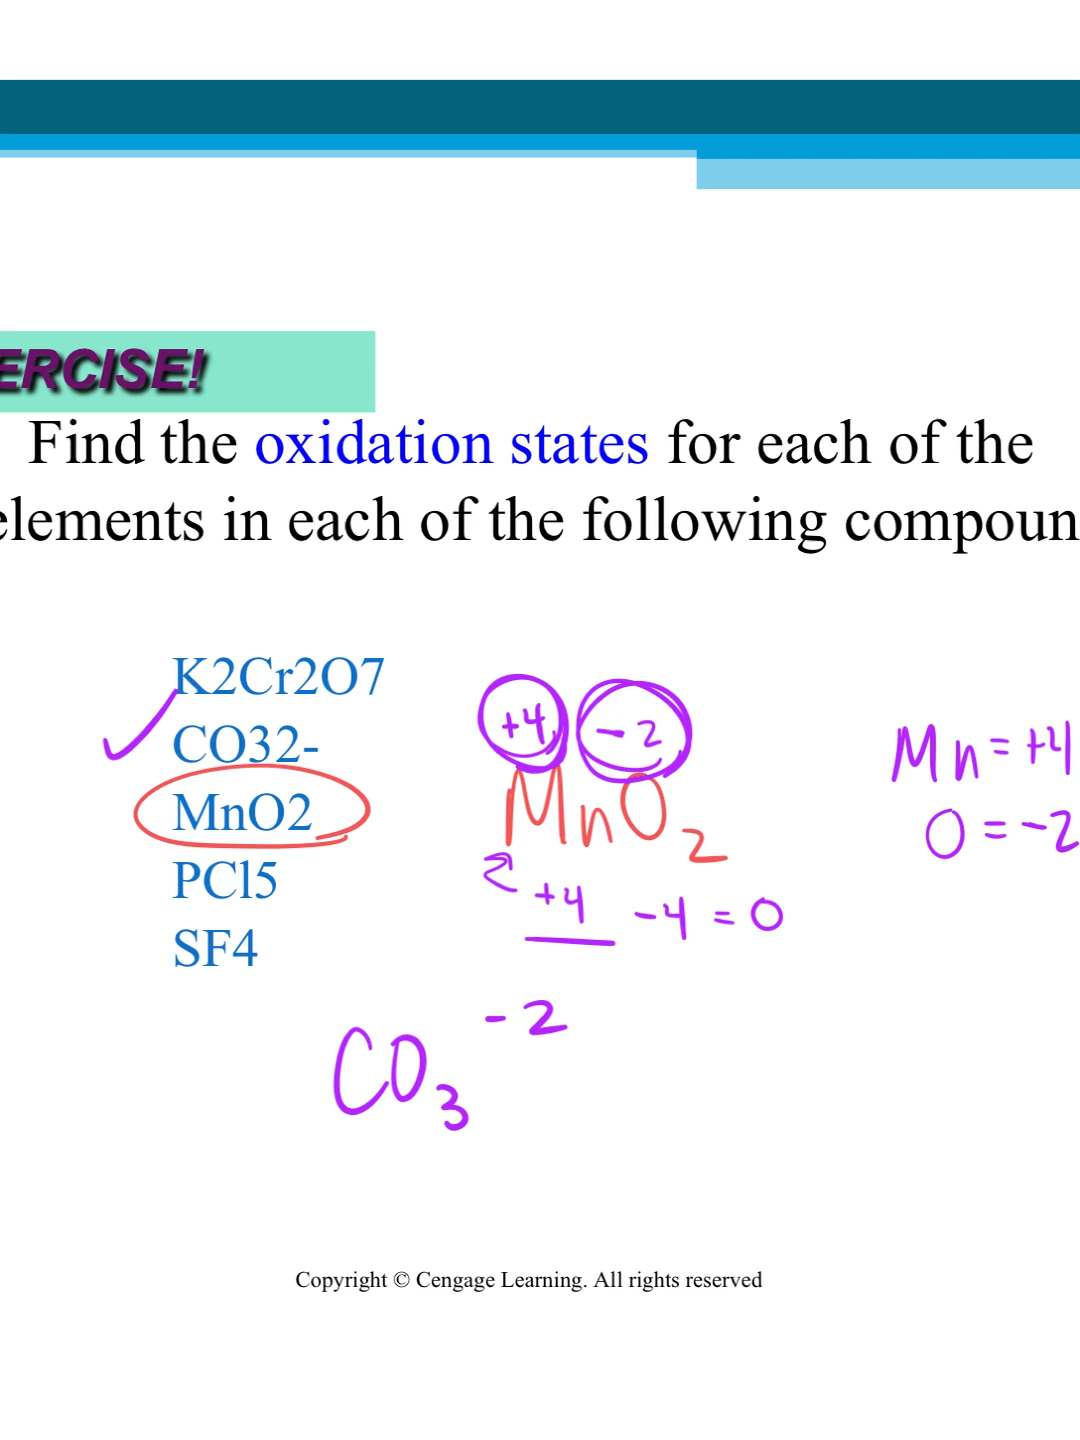 ERCISE!
Find the oxidation states for each of the
elements in each of the following compoun
K2Cr2O7
CO32-
MnO2
PCl5
SF4
+4 -2
MnO2
+4 -4 = 0
Mn = +4
O = -2
CO3 -2
Copyright © Cengage Learning. All rights reserved